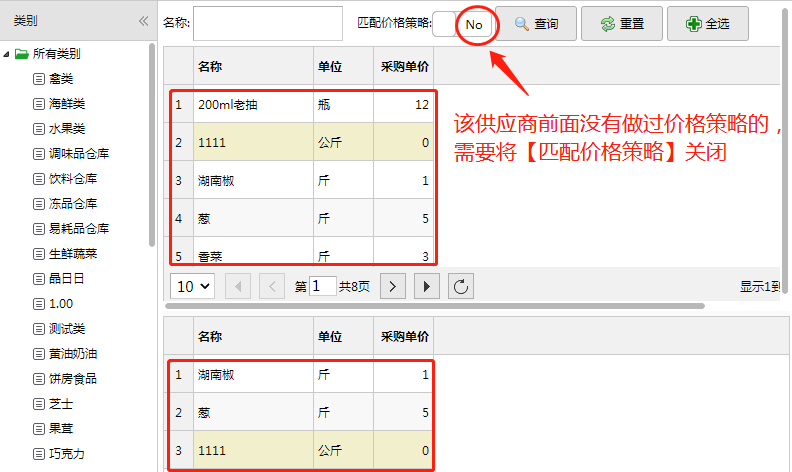 类别
名称:
匹配价格策略:
No
查询
重置
全选
所有类别
畲类
海鲜类
水果类
调味品仓库
饮料仓库
冻品仓库
易耗品仓库
生鲜蔬菜
晶日日
1.00
测试类
黄油奶油
饼房食品
芝士
果茸
巧克力
名称 单位 采购单价
1 200ml老抽 瓶 12
2 1111 公斤 0
3 湖南椒 斤 1
4 葱 斤 5
5 香菜 斤 3
该供应商前面没有做过价格策略的，
需要将【匹配价格策略】关闭
10 第 1 共8页 显示1到
名称 单位 采购单价
1 湖南椒 斤 1
2 葱 斤 5
3 1111 公斤 0